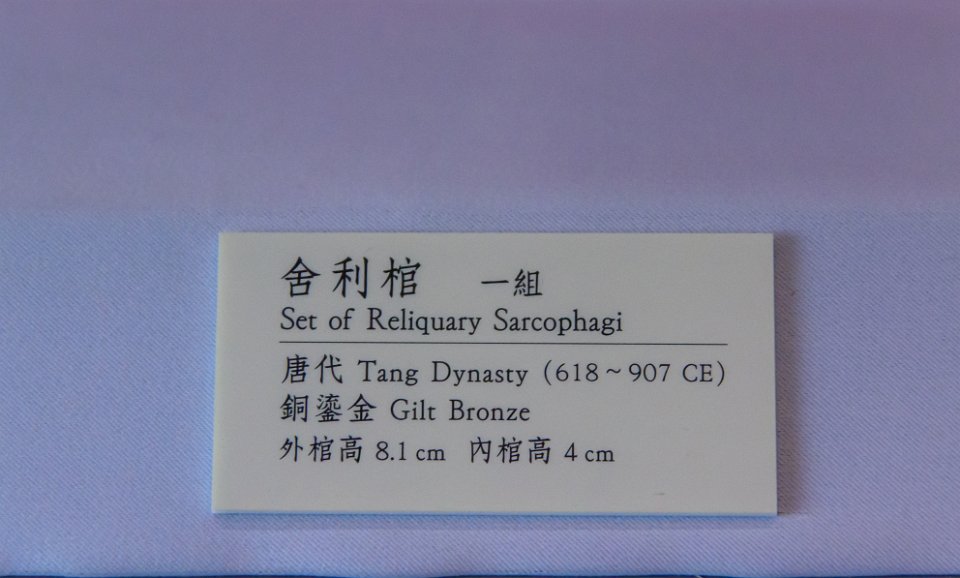 舍利棺 一組
Set of Reliquary Sarcophagi
唐代 Tang Dynasty (618~907 CE)
銅鎏金 Gilt Bronze
外棺高 8.1 cm 內棺高 4 cm